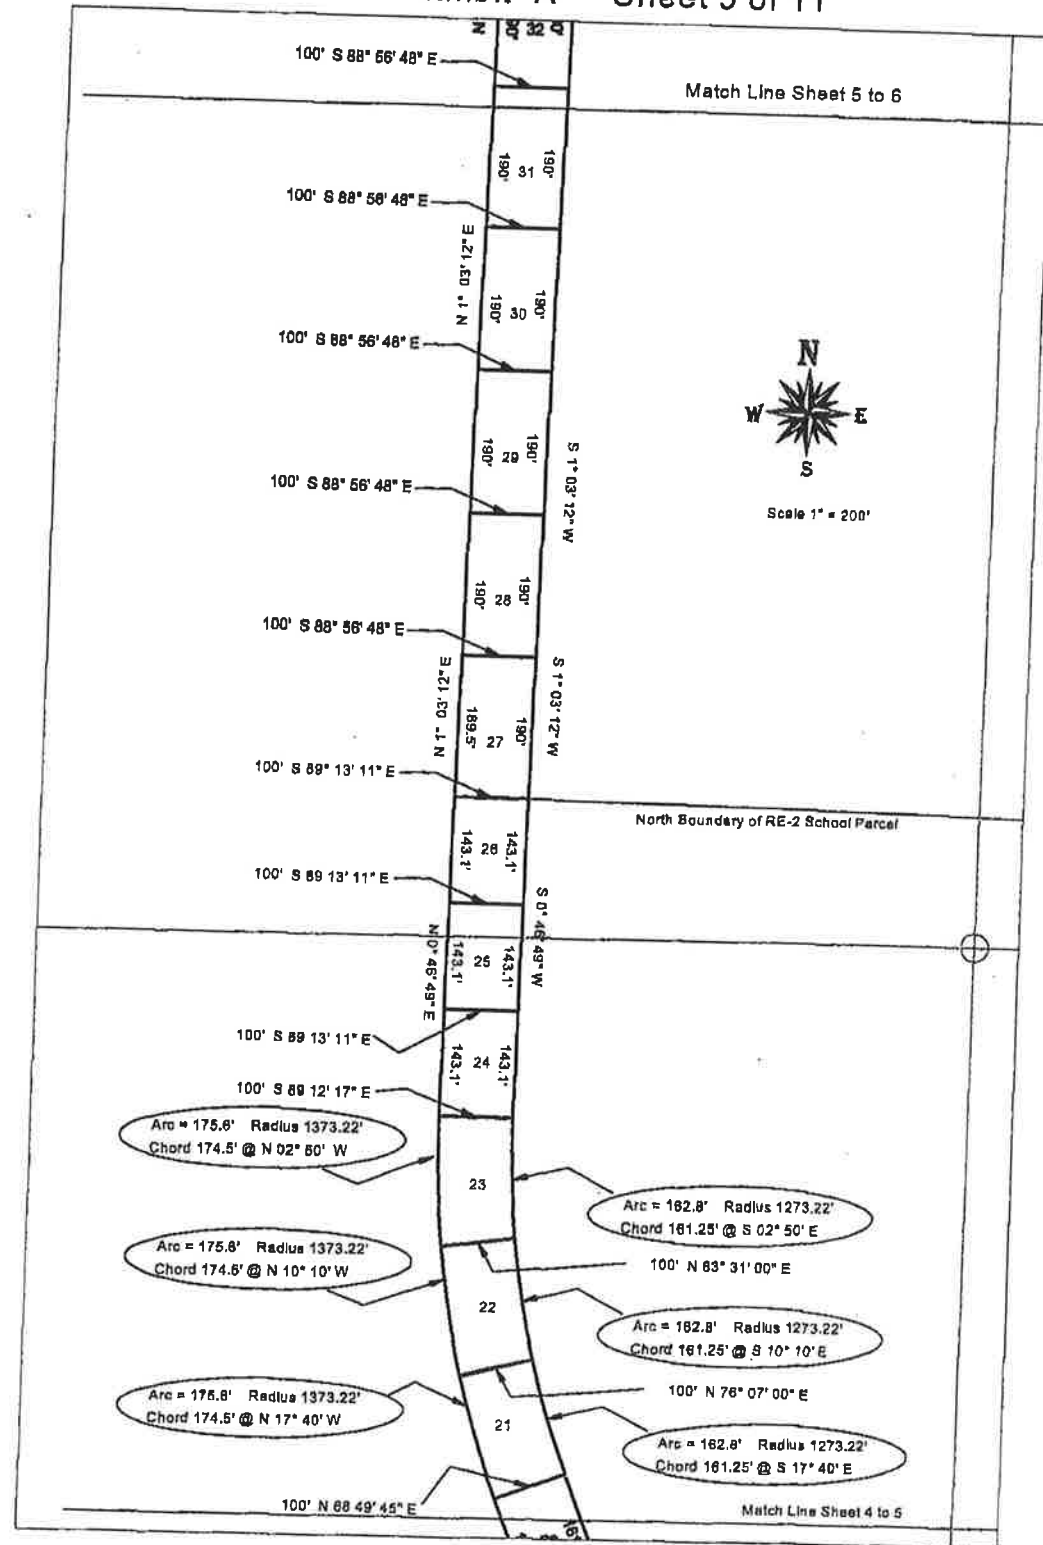 Sheet 5 of 11
N
32
100' S 88° 56' 48" E
Match Line Sheet 5 to 6
190' 31 190'
100' S 88° 56' 48" E
N 1° 03' 12" E
190' 30 190'
100' S 88° 56' 48" E
N
W E
S
190' 29 190'
S 1° 03' 12" W
100' S 88° 56' 48" E
Scale 1" = 200'
190' 28 190'
100' S 88° 56' 48" E
N 1° 03' 12" E
S 1° 03' 12" W
189.5' 27 190'
100' S 89° 13' 11" E
North Boundary of RE-2 School Parcel
143.1' 26 143.1'
100' S 89 13' 11" E
S 0° 46' 49" W
N 0° 46' 49" E
143.1' 25 143.1'
100' S 89 13' 11" E
143.1' 24 143.1'
100' S 89 12' 17" E
Arc = 175.6' Radius 1373.22'
Chord 174.5' @ N 02° 50' W
23
Arc = 162.8' Radius 1273.22'
Chord 161.25' @ S 02° 50' E
Arc = 175.6' Radius 1373.22'
Chord 174.6' @ N 10° 10' W
100' N 83° 31' 00" E
22
Arc = 162.8' Radius 1273.22'
Chord 161.25' @ S 10° 10' E
100' N 76° 07' 00" E
Arc = 175.6' Radius 1373.22'
Chord 174.5' @ N 17° 40' W
21
Arc = 162.8' Radius 1273.22'
Chord 161.25' @ S 17° 40' E
100' N 68 49' 45" E
Match Line Sheet 4 to 5